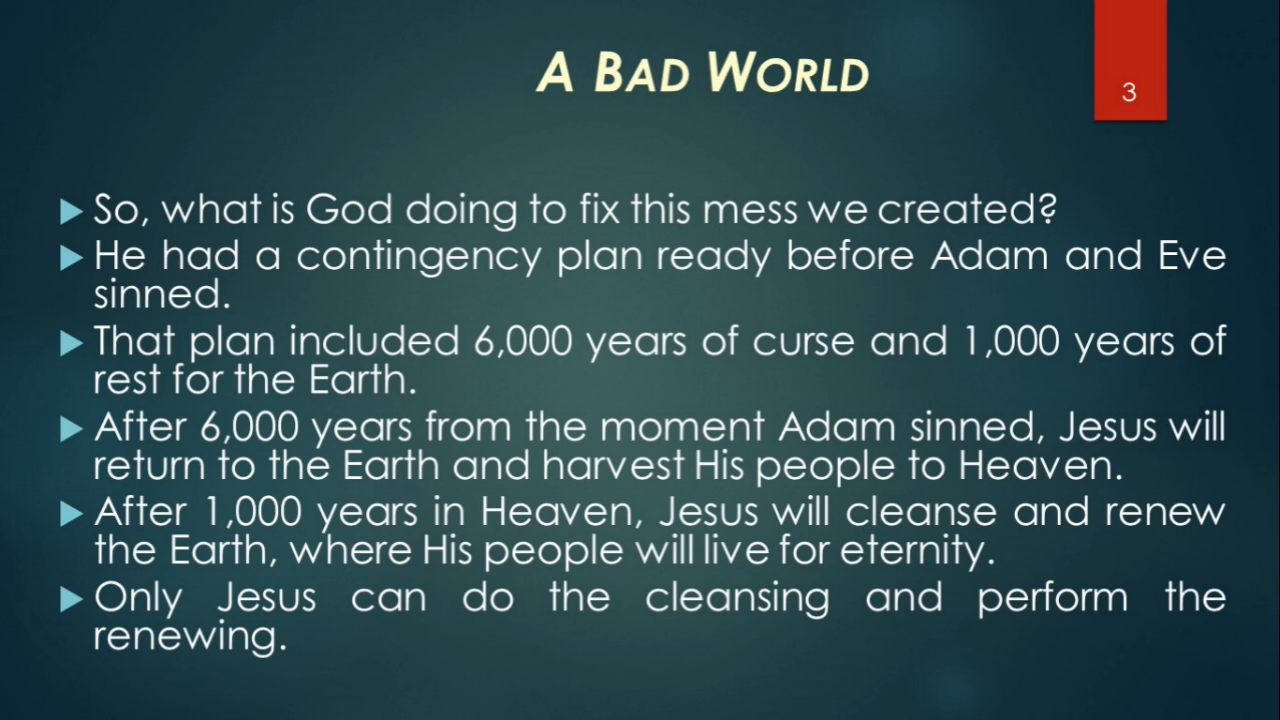 A BAD WORLD
3
So, what is God doing to fix this mess we created?
He had a contingency plan ready before Adam and Eve
sinned.
That plan included 6,000 years of curse and 1,000 years of
rest for the Earth.
After 6,000 years from the moment Adam sinned, Jesus will
return to the Earth and harvest His people to Heaven.
After 1,000 years in Heaven, Jesus will cleanse and renew
the Earth, where His people will live for eternity.
Only Jesus can do the cleansing and perform the
renewing.